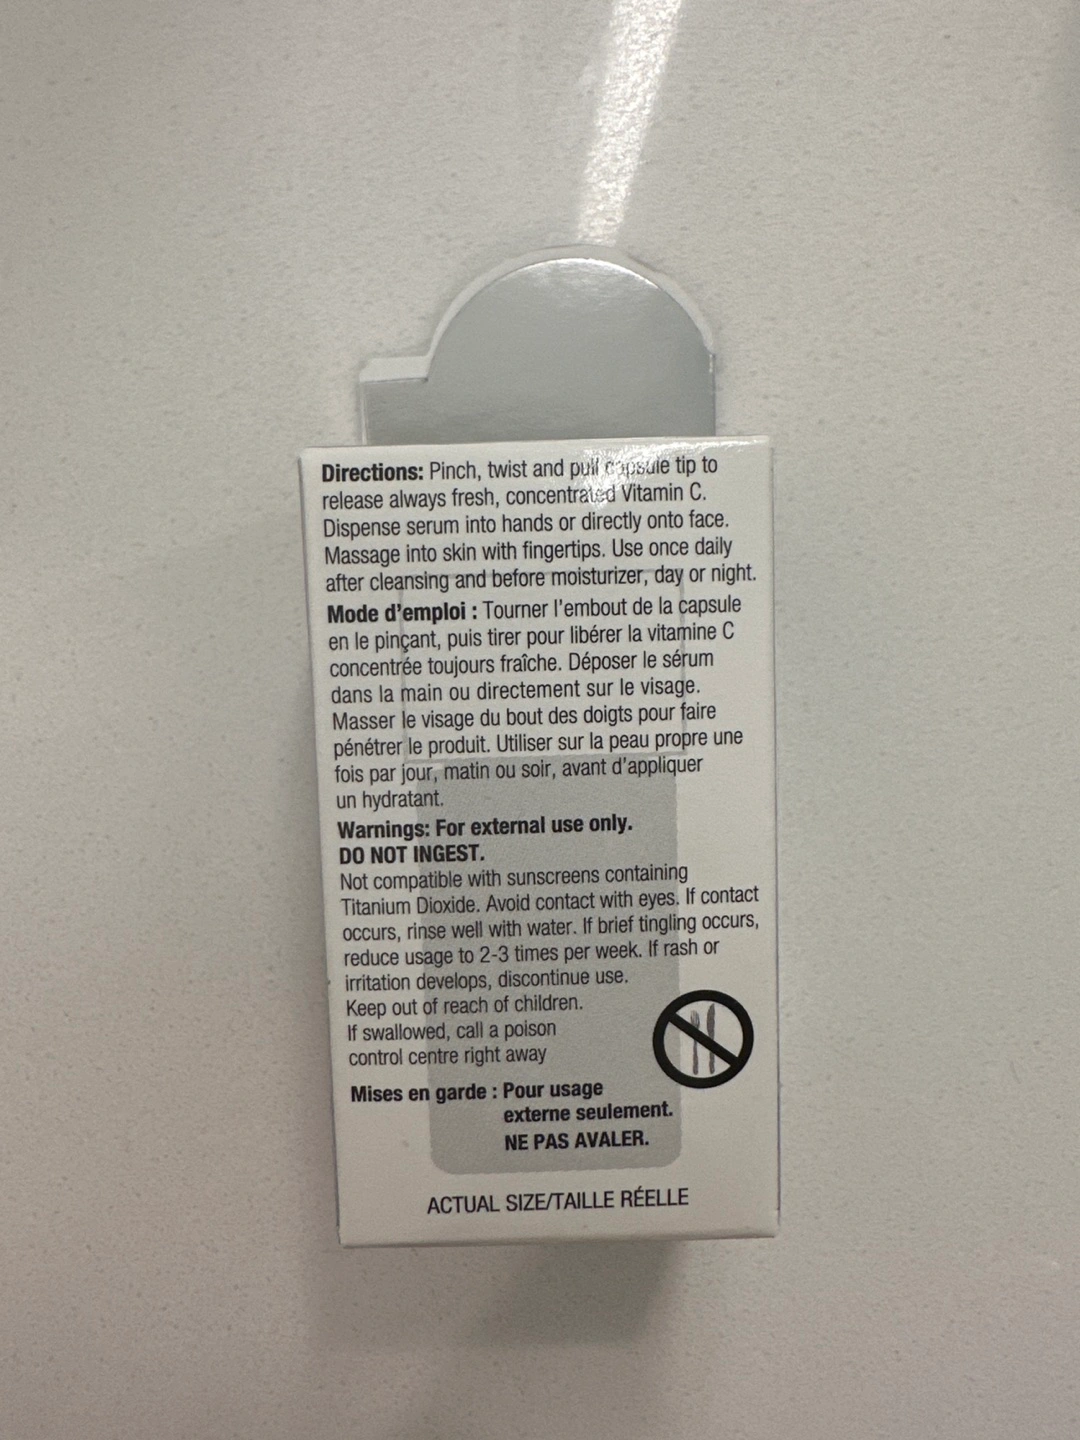 Directions: Pinch, twist and pull capsule tip to
release always fresh, concentrated Vitamin C.
Dispense serum into hands or directly onto face.
Massage into skin with fingertips. Use once daily
after cleansing and before moisturizer, day or night.
Mode d'emploi : Tourner l'embout de la capsule
en le pinçant, puis tirer pour libérer la vitamine C
concentrée toujours fraîche. Déposer le sérum
dans la main ou directement sur le visage.
Masser le visage du bout des doigts pour faire
pénétrer le produit. Utiliser sur la peau propre une
fois par jour, matin ou soir, avant d'appliquer
un hydratant.
Warnings: For external use only.
DO NOT INGEST.
Not compatible with sunscreens containing
Titanium Dioxide. Avoid contact with eyes. If contact
occurs, rinse well with water. If brief tingling occurs,
reduce usage to 2-3 times per week. If rash or
irritation develops, discontinue use.
Keep out of reach of children.
If swallowed, call a poison
control centre right away
Mises en garde : Pour usage
externe seulement.
NE PAS AVALER.
ACTUAL SIZE/TAILLE RÉELLE